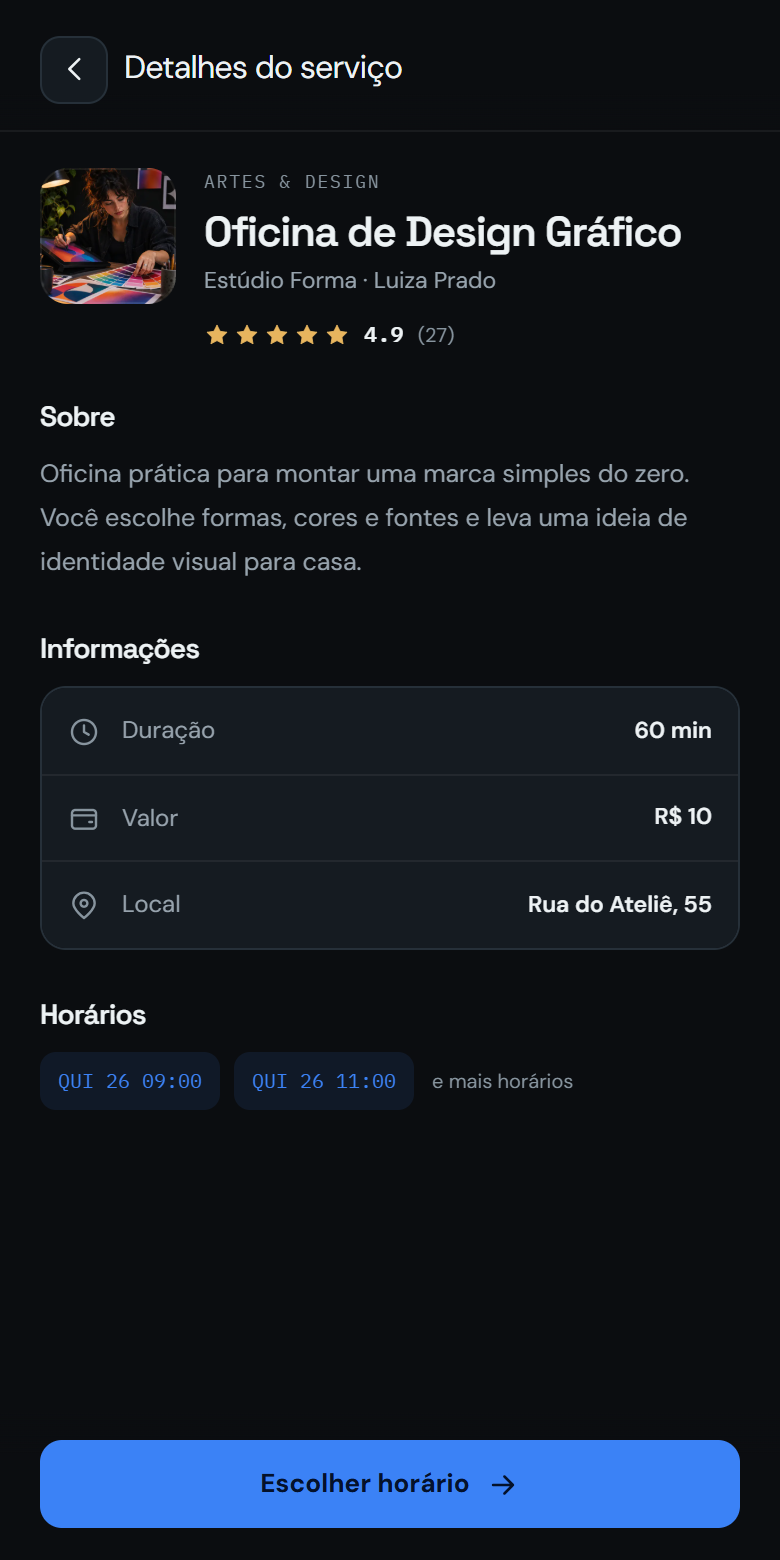 Detalhes do serviço
ARTES & DESIGN
Oficina de Design Gráfico
Estúdio Forma · Luiza Prado
4.9 (27)
Sobre
Oficina prática para montar uma marca simples do zero.
Você escolhe formas, cores e fontes e leva uma ideia de
identidade visual para casa.
Informações
Duração 60 min
Valor R$ 10
Local Rua do Ateliê, 55
Horários
QUI 26 09:00 QUI 26 11:00 e mais horários
Escolher horário